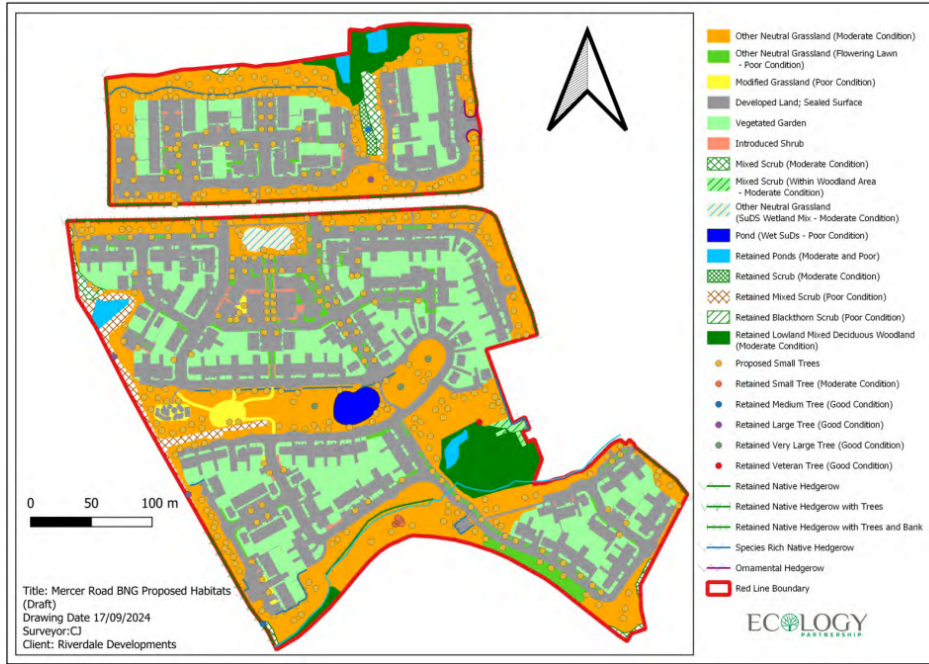 Other Neutral Grassland (Moderate Condition)
Other Neutral Grassland (Flowering Lawn
- Poor Condition)
Modified Grassland (Poor Condition)
Developed Land; Sealed Surface
Vegetated Garden
Introduced Shrub
Mixed Scrub (Moderate Condition)
Mixed Scrub (Within Woodland Area
- Moderate Condition)
Other Neutral Grassland
(SuDS Wetland Mix - Moderate Condition)
Pond (Wet SuDs - Poor Condition)
Retained Ponds (Moderate and Poor)
Retained Scrub (Moderate Condition)
Retained Mixed Scrub (Poor Condition)
Retained Blackthorn Scrub (Poor Condition)
Retained Lowland Mixed Deciduous Woodland
(Moderate Condition)
Proposed Small Trees
Retained Small Tree (Moderate Condition)
Retained Medium Tree (Good Condition)
Retained Large Tree (Good Condition)
Retained Very Large Tree (Good Condition)
Retained Veteran Tree (Good Condition)
Retained Native Hedgerow
Retained Native Hedgerow with Trees
Retained Native Hedgerow with Trees and Bank
Species Rich Native Hedgerow
Ornamental Hedgerow
Red Line Boundary
0 50 100 m
Title: Mercer Road BNG Proposed Habitats
(Draft)
Drawing Date 17/09/2024
Surveyor:CJ
Client: Riverdale Developments
ECOLOGY
PARTNERSHIP